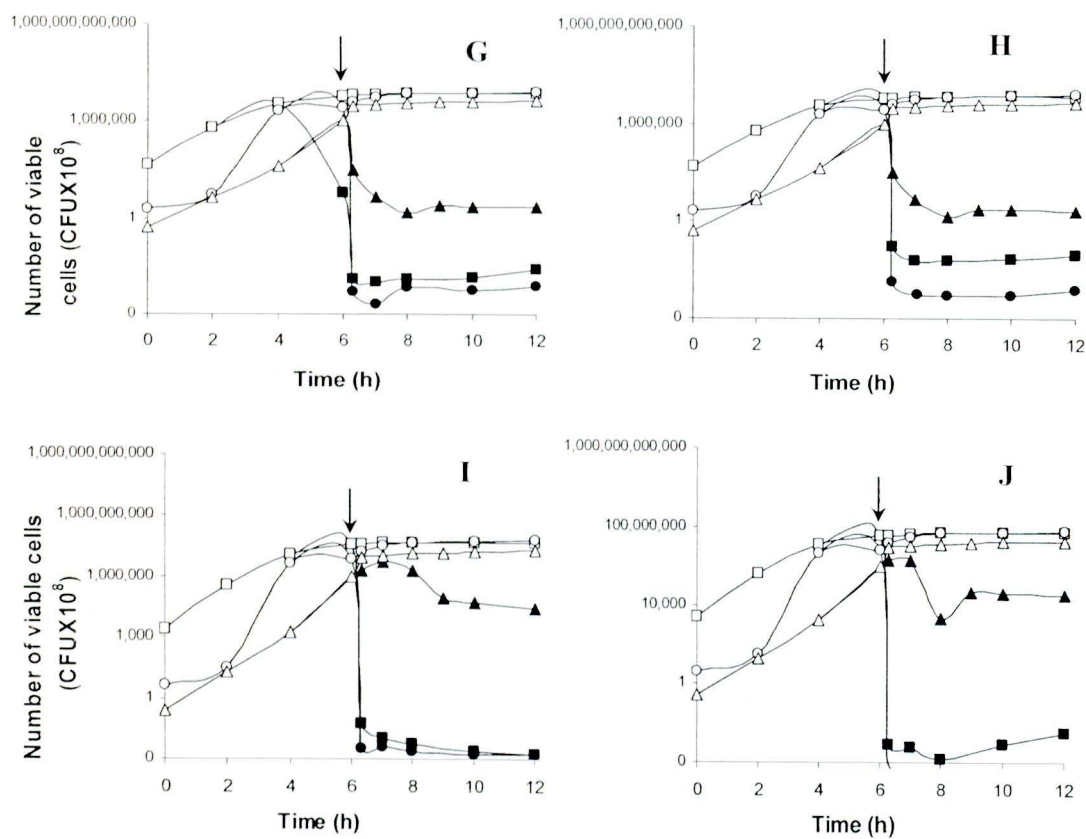 1,000,000,000,000
1,000,000
1
0
0 2 4 6 8 10 12
Number of viable
cells (CFUX10⁸)
Time (h)
G
1,000,000,000,000
1,000,000
1
0
0 2 4 6 8 10 12
Time (h)
H
1,000,000,000,000
1,000,000,000
1,000,000
1,000
1
0
0 2 4 6 8 10 12
Number of viable cells
(CFUX10⁸)
Time (h)
I
1,000,000,000,000
100,000,000
10,000
1
0
0 2 4 6 8 10 12
Time (h)
J